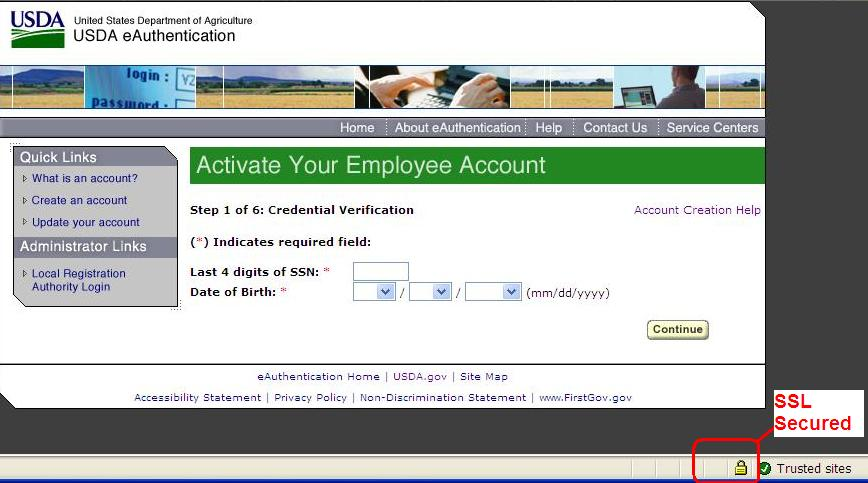 USDA
United States Department of Agriculture
USDA eAuthentication
login : YZ
password :
Home
About eAuthentication
Help
Contact Us
Service Centers
Quick Links
What is an account?
Create an account
Update your account
Administrator Links
Local Registration
Authority Login
Activate Your Employee Account
Step 1 of 6: Credential Verification
Account Creation Help
(*) Indicates required field:
Last 4 digits of SSN: *
Date of Birth: * / / (mm/dd/yyyy)
Continue
eAuthentication Home | USDA.gov | Site Map
Accessibility Statement | Privacy Policy | Non-Discrimination Statement | www.FirstGov.gov
SSL
Secured
Trusted sites